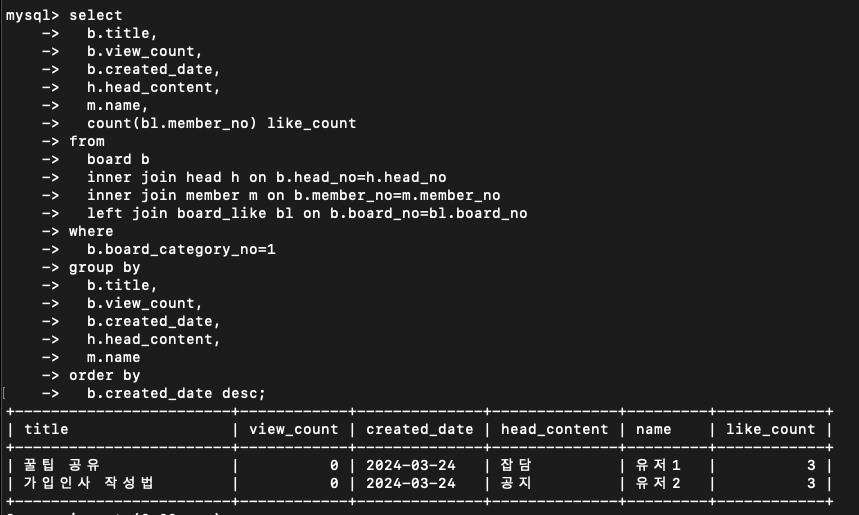 mysql> select
    ->   b.title,
    ->   b.view_count,
    ->   b.created_date,
    ->   h.head_content,
    ->   m.name,
    ->   count(bl.member_no) like_count
    -> from
    ->   board b
    ->   inner join head h on b.head_no=h.head_no
    ->   inner join member m on b.member_no=m.member_no
    ->   left join board_like bl on b.board_no=bl.board_no
    -> where
    ->   b.board_category_no=1
    -> group by
    ->   b.title,
    ->   b.view_count,
    ->   b.created_date,
    ->   h.head_content,
    ->   m.name
    -> order by
    ->   b.created_date desc;
+------------------------+------------+--------------+--------------+---------+------------+
| title                  | view_count | created_date | head_content | name    | like_count |
+------------------------+------------+--------------+--------------+---------+------------+
| 꿀팁 공유              |          0 | 2024-03-24   | 잡담         | 유저1   |          3 |
| 가입인사 작성법        |          0 | 2024-03-24   | 공지         | 유저2   |          3 |
+------------------------+------------+--------------+--------------+---------+------------+